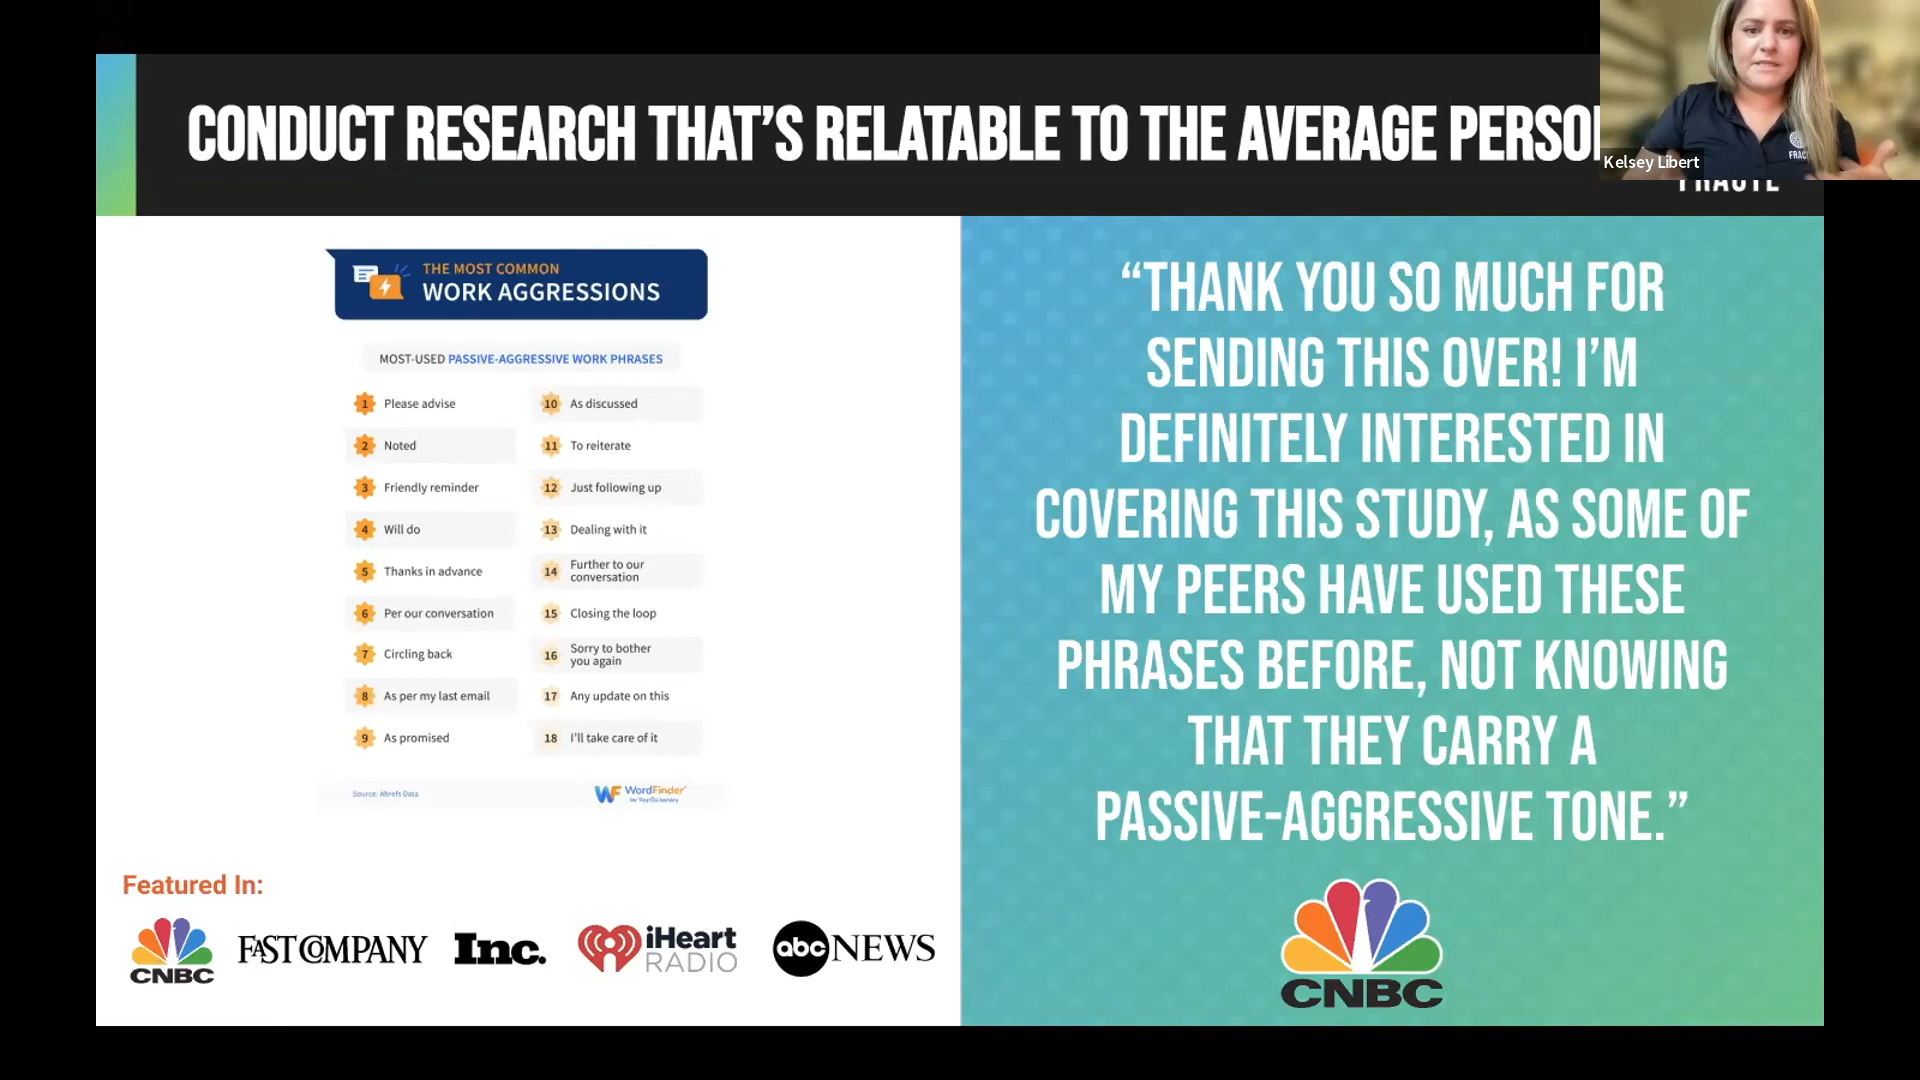 CONDUCT RESEARCH THAT'S RELATABLE TO THE AVERAGE PERSO
Kelsey Libert
FRAC
FRACTL
THE MOST COMMON
WORK AGGRESSIONS
MOST-USED PASSIVE-AGGRESSIVE WORK PHRASES
1 Please advise
2 Noted
3 Friendly reminder
4 Will do
5 Thanks in advance
6 Per our conversation
7 Circling back
8 As per my last email
9 As promised
10 As discussed
11 To reiterate
12 Just following up
13 Dealing with it
14 Further to our
conversation
15 Closing the loop
16 Sorry to bother
you again
17 Any update on this
18 I'll take care of it
Source: Ahrefs Data
WF WordFinder
by YourDictionary
Featured In:
CNBC
FAST COMPANY
Inc.
iHeart
RADIO
abc NEWS
“THANK YOU SO MUCH FOR
SENDING THIS OVER! I’M
DEFINITELY INTERESTED IN
COVERING THIS STUDY, AS SOME OF
MY PEERS HAVE USED THESE
PHRASES BEFORE, NOT KNOWING
THAT THEY CARRY A
PASSIVE-AGGRESSIVE TONE.”
CNBC